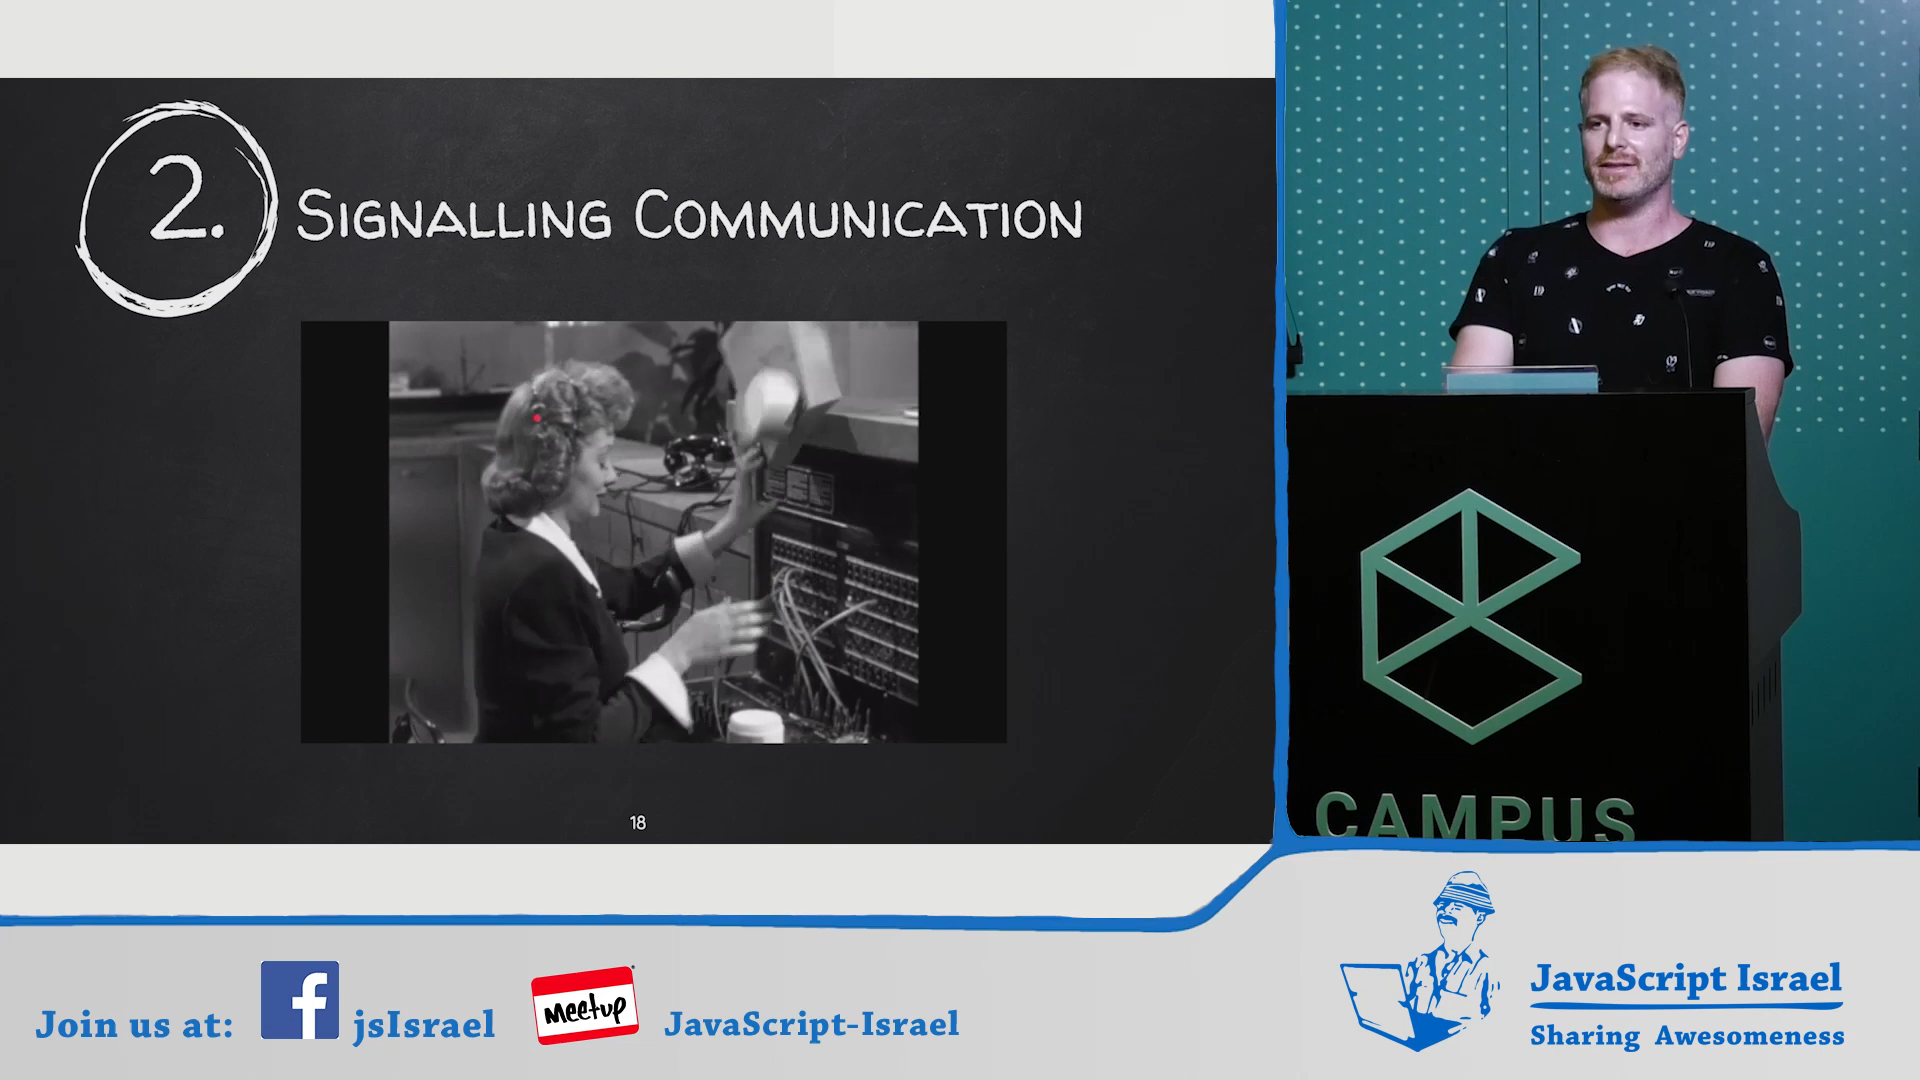 2.
SIGNALLING COMMUNICATION
18
CAMPUS
Join us at:
jsIsrael
meetup
JavaScript-Israel
JavaScript Israel
Sharing Awesomeness